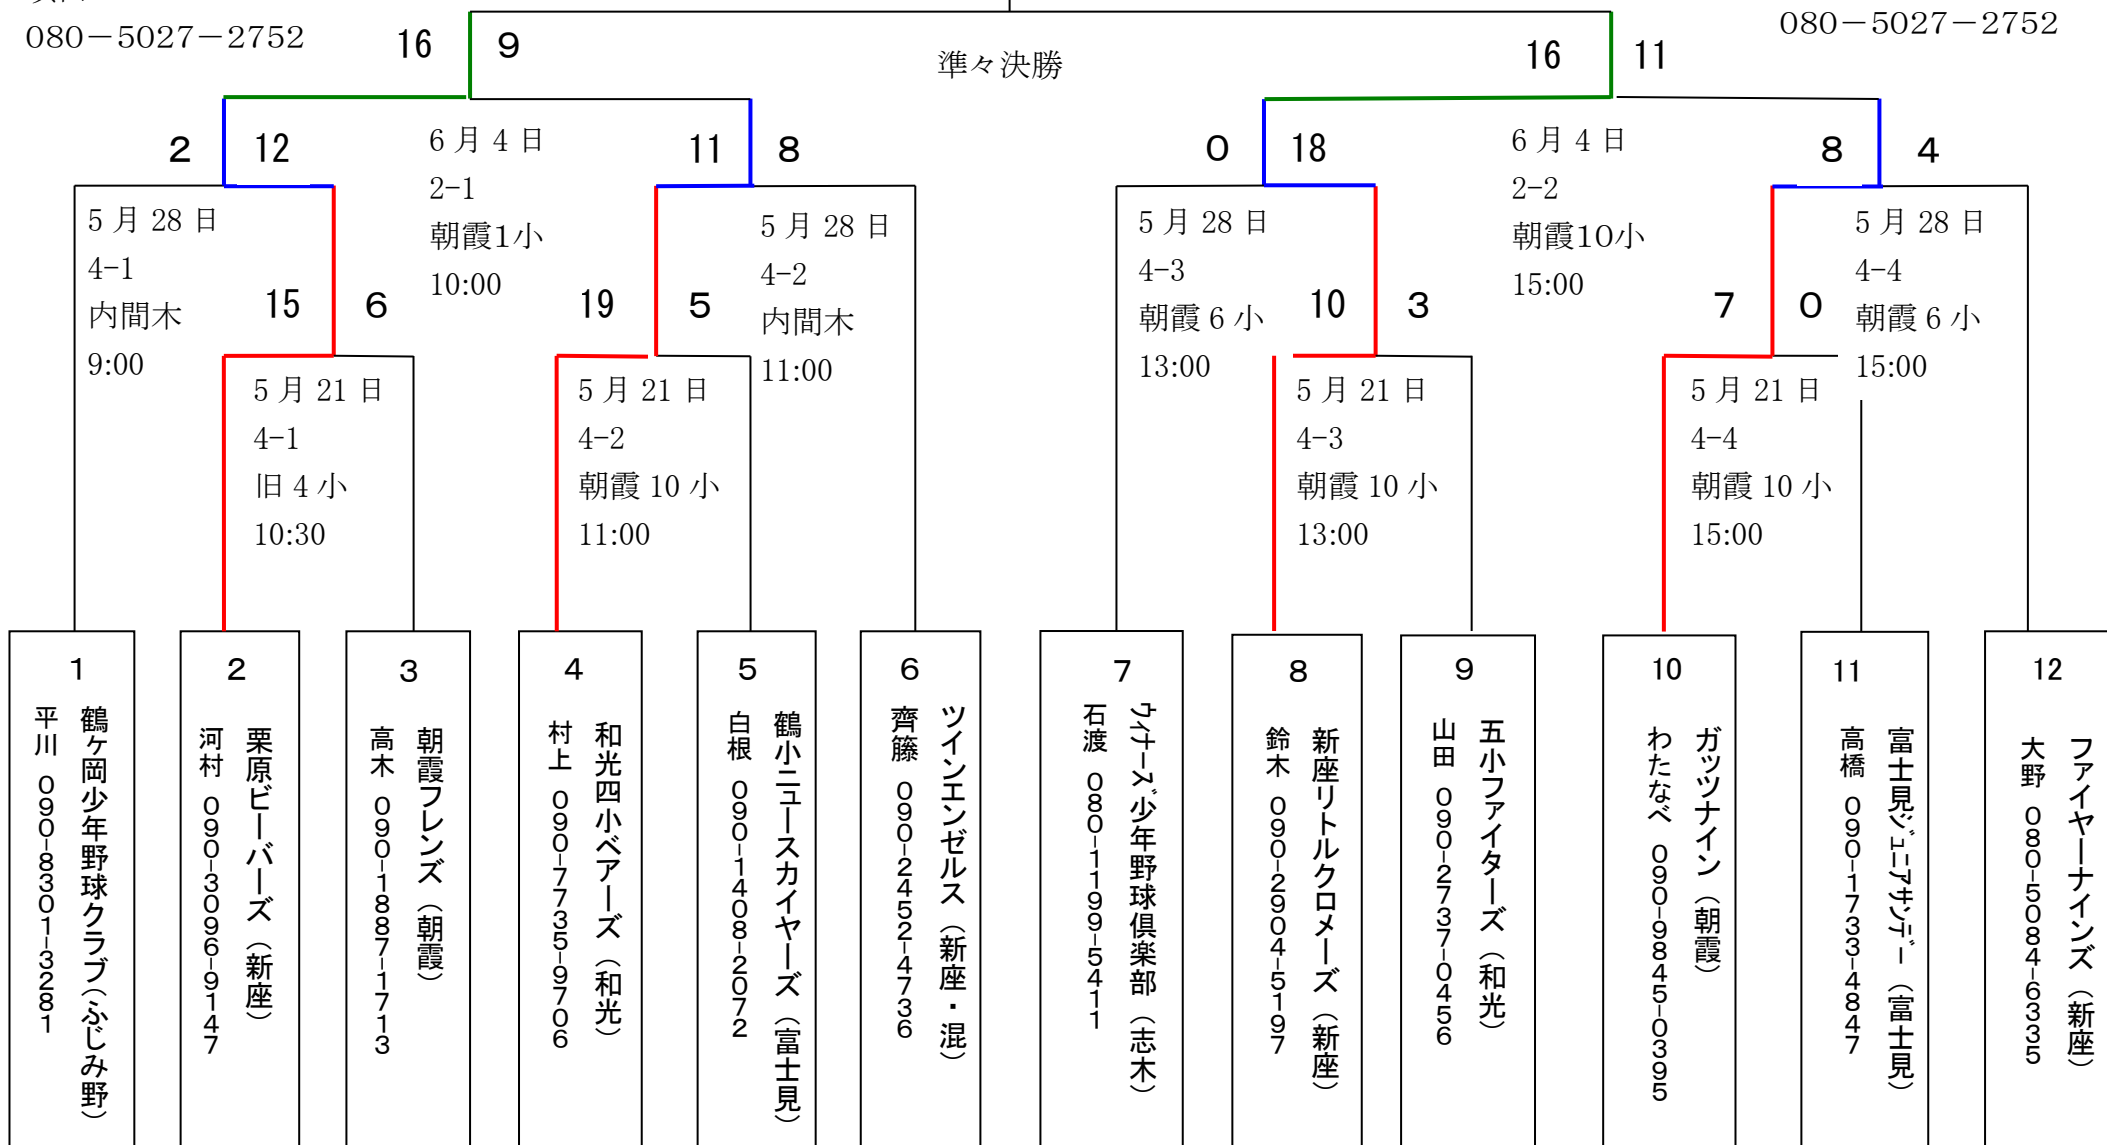 080-5027-2752
080-5027-2752
16 9
準々決勝
16 11
2 12
6月4日
2-1
朝霞1小
10:00
11 8
0 18
6月4日
2-2
朝霞10小
15:00
8 4
5月28日
4-1
内間木
9:00
5月28日
4-2
内間木
11:00
5月28日
4-3
朝霞6小
13:00
5月28日
4-4
朝霞6小
15:00
15 6
19 5
10 3
7 0
5月21日
4-1
旧4小
10:30
5月21日
4-2
朝霞10小
11:00
5月21日
4-3
朝霞10小
13:00
5月21日
4-4
朝霞10小
15:00
1
鶴ケ岡少年野球クラブ(ふじみ野)
平川 090-8301-3281
2
栗原ビーバーズ(新座)
河村 090-3096-9147
3
朝霞フレンズ(朝霞)
高木 090-1887-1713
4
和光四小ベアーズ(和光)
村上 090-7735-9706
5
鶴小ニュースカイヤーズ(富士見)
白根 090-1408-2072
6
ツインエンゼルス(新座・混)
齊藤 090-2452-4736
7
ウィナーズ少年野球倶楽部(志木)
石渡 080-1199-5411
8
新座リトルクロメーズ(新座)
鈴木 090-2904-5197
9
五小ファイターズ(和光)
山田 090-2737-0456
10
ガッツナイン(朝霞)
わたなべ 090-9845-0395
11
富士見ジュニアサンデー(富士見)
高橋 090-1733-4847
12
ファイヤーナインズ(新座)
大野 080-5084-6335